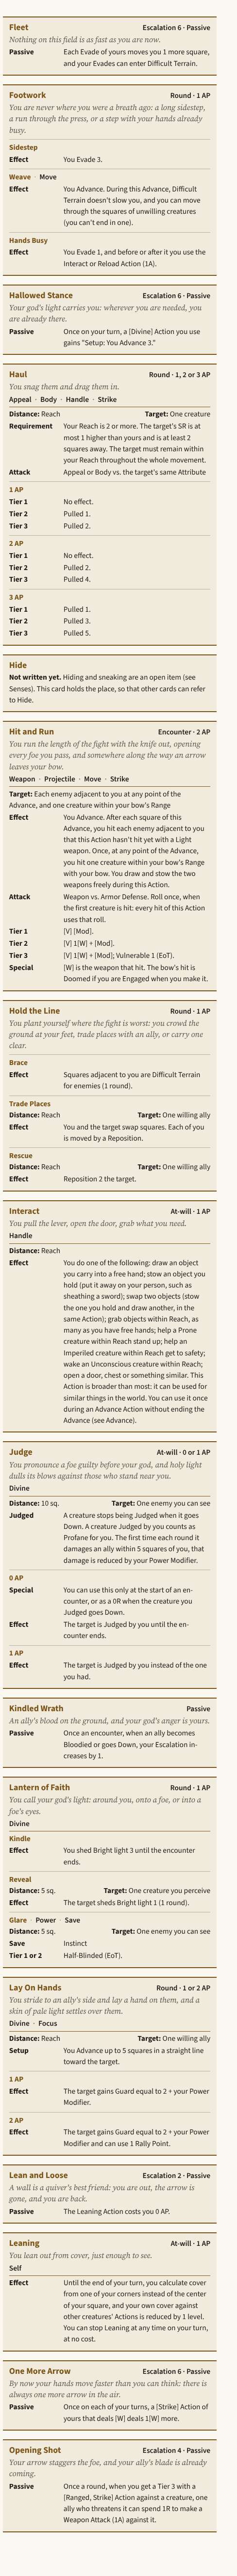 Fleet Escalation 6 · Passive
Nothing on this field is as fast as you are now.
Passive Each Evade of yours moves you 1 more square,
and your Evades can enter Difficult Terrain.
Footwork Round · 1 AP
You are never where you were a breath ago: a long sidestep,
a run through the press, or a step with your hands already
busy.
Sidestep
Effect You Evade 3.
Weave · Move
Effect You Advance. During this Advance, Difficult
Terrain doesn't slow you, and you can move
through the squares of unwilling creatures
(you can't end in one).
Hands Busy
Effect You Evade 1, and before or after it you use the
Interact or Reload Action (1A).
Hallowed Stance Escalation 6 · Passive
Your god's light carries you: wherever you are needed, you
are already there.
Passive Once on your turn, a [Divine] Action you use
gains "Setup: You Advance 3."
Haul Round · 1, 2 or 3 AP
You snag them and drag them in.
Appeal · Body · Handle · Strike
Distance: Reach Target: One creature
Requirement Your Reach is 2 or more. The target's SR is at
most 1 higher than yours and is at least 2
squares away. The target must remain within
your Reach throughout the whole movement.
Attack Appeal or Body vs. the target's same Attribute
1 AP
Tier 1 No effect.
Tier 2 Pulled 1.
Tier 3 Pulled 2.
2 AP
Tier 1 No effect.
Tier 2 Pulled 2.
Tier 3 Pulled 4.
3 AP
Tier 1 Pulled 1.
Tier 2 Pulled 3.
Tier 3 Pulled 5.
Hide
Not written yet. Hiding and sneaking are an open item (see
Senses). This card holds the place, so that other cards can refer
to Hide.
Hit and Run Encounter · 2 AP
You run the length of the fight with the knife out, opening
every foe you pass, and somewhere along the way an arrow
leaves your bow.
Weapon · Projectile · Move · Strike
Target: Each enemy adjacent to you at any point of the
Advance, and one creature within your bow's Range
Effect You Advance. After each square of this
Advance, you hit each enemy adjacent to you
that this Action hasn't hit yet with a Light
weapon. Once, at any point of the Advance,
you hit one creature within your bow's Range
with your bow. You draw and stow the two
weapons freely during this Action.
Attack Weapon vs. Armor Defense. Roll once, when
the first creature is hit: every hit of this Action
uses that roll.
Tier 1 [V] [Mod].
Tier 2 [V] 1[W] + [Mod].
Tier 3 [V] 1[W] + [Mod]; Vulnerable 1 (EoT).
Special [W] is the weapon that hit. The bow's hit is
Doomed if you are Engaged when you make it.
Hold the Line Round · 1 AP
You plant yourself where the fight is worst: you crowd the
ground at your feet, trade places with an ally, or carry one
clear.
Brace
Effect Squares adjacent to you are Difficult Terrain
for enemies (1 round).
Trade Places
Distance: Reach Target: One willing ally
Effect You and the target swap squares. Each of you
is moved by a Reposition.
Rescue
Distance: Reach Target: One willing ally
Effect Reposition 2 the target.
Interact At-will · 1 AP
You pull the lever, open the door, grab what you need.
Handle
Distance: Reach
Effect You do one of the following: draw an object
you carry into a free hand; stow an object you
hold (put it away on your person, such as
sheathing a sword); swap two objects (stow
the one you hold and draw another, in the
same Action); grab objects within Reach, as
many as you have free hands; help a Prone
creature within Reach stand up; help an
Imperiled creature within Reach get to safety;
wake an Unconscious creature within Reach;
open a door, chest or something similar. This
Action is broader than most: it can be used for
similar things in the world. You can use it once
during an Advance Action without ending the
Advance (see Advance).
Judge At-will · 0 or 1 AP
You pronounce a foe guilty before your god, and holy light
dulls its blows against those who stand near you.
Divine
Distance: 10 sq. Target: One enemy you can see
Judged A creature stops being Judged when it goes
Down. A creature Judged by you counts as
Profane for you. The first time each round it
damages an ally within 5 squares of you, that
damage is reduced by your Power Modifier.
0 AP
Special You can use this only at the start of an en-
counter, or as a 0R when the creature you
Judged goes Down.
Effect The target is Judged by you until the en-
counter ends.
1 AP
Effect The target is Judged by you instead of the one
you had.
Kindled Wrath Passive
An ally's blood on the ground, and your god's anger is yours.
Passive Once an encounter, when an ally becomes
Bloodied or goes Down, your Escalation in-
creases by 1.
Lantern of Faith Round · 1 AP
You call your god's light: around you, onto a foe, or into a
foe's eyes.
Divine
Kindle
Effect You shed Bright light 3 until the encounter
ends.
Reveal
Distance: 5 sq. Target: One creature you perceive
Effect The target sheds Bright light 1 (1 round).
Glare · Power · Save
Distance: 5 sq. Target: One enemy you can see
Save Instinct
Tier 1 or 2 Half-Blinded (EoT).
Lay On Hands Round · 1 or 2 AP
You stride to an ally's side and lay a hand on them, and a
skin of pale light settles over them.
Divine · Focus
Distance: Reach Target: One willing ally
Setup You Advance up to 5 squares in a straight line
toward the target.
1 AP
Effect The target gains Guard equal to 2 + your Power
Modifier.
2 AP
Effect The target gains Guard equal to 2 + your Power
Modifier and can use 1 Rally Point.
Lean and Loose Escalation 2 · Passive
A wall is a quiver's best friend: you are out, the arrow is
gone, and you are back.
Passive The Leaning Action costs you 0 AP.
Leaning At-will · 1 AP
You lean out from cover, just enough to see.
Self
Effect Until the end of your turn, you calculate cover
from one of your corners instead of the center
of your square, and your own cover against
other creatures' Actions is reduced by 1 level.
You can stop Leaning at any time on your turn,
at no cost.
One More Arrow Escalation 6 · Passive
By now your hands move faster than you can think: there is
always one more arrow in the air.
Passive Once on each of your turns, a [Strike] Action of
yours that deals [W] deals 1[W] more.
Opening Shot Escalation 4 · Passive
Your arrow staggers the foe, and your ally's blade is already
coming.
Passive Once a round, when you get a Tier 3 with a
[Ranged, Strike] Action against a creature, one
ally who threatens it can spend 1R to make a
Weapon Attack (1A) against it.